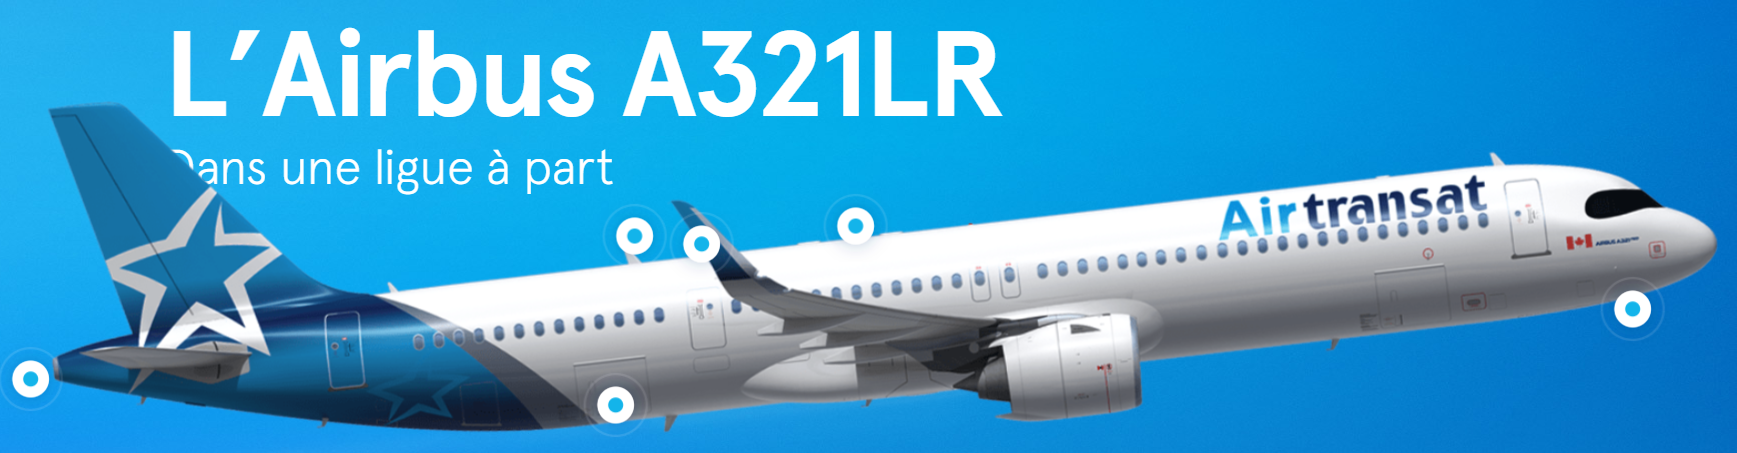 L’Airbus A321LR
Dans une ligue à part
Airtransat